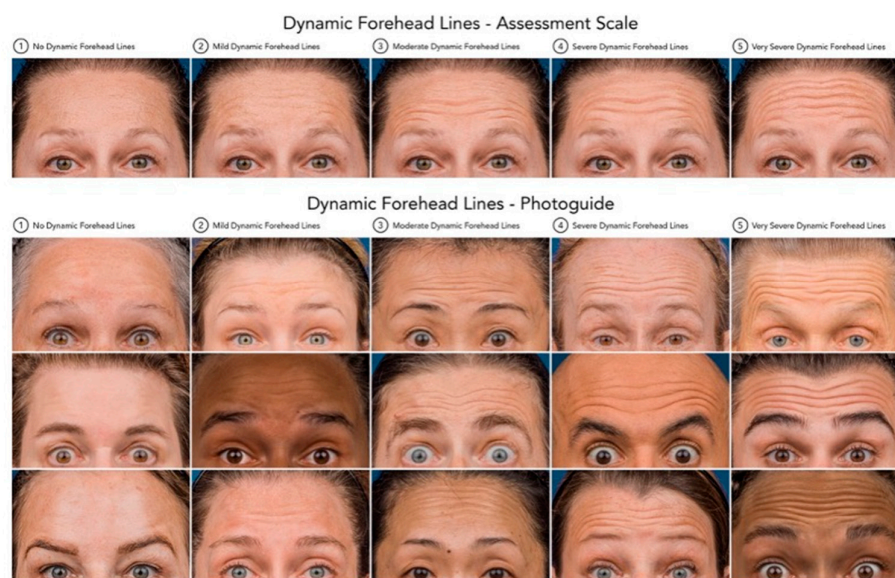 Dynamic Forehead Lines - Assessment Scale
1 No Dynamic Forehead Lines 2 Mild Dynamic Forehead Lines 3 Moderate Dynamic Forehead Lines 4 Severe Dynamic Forehead Lines 5 Very Severe Dynamic Forehead Lines
Dynamic Forehead Lines - Photoguide
1 No Dynamic Forehead Lines 2 Mild Dynamic Forehead Lines 3 Moderate Dynamic Forehead Lines 4 Severe Dynamic Forehead Lines 5 Very Severe Dynamic Forehead Lines